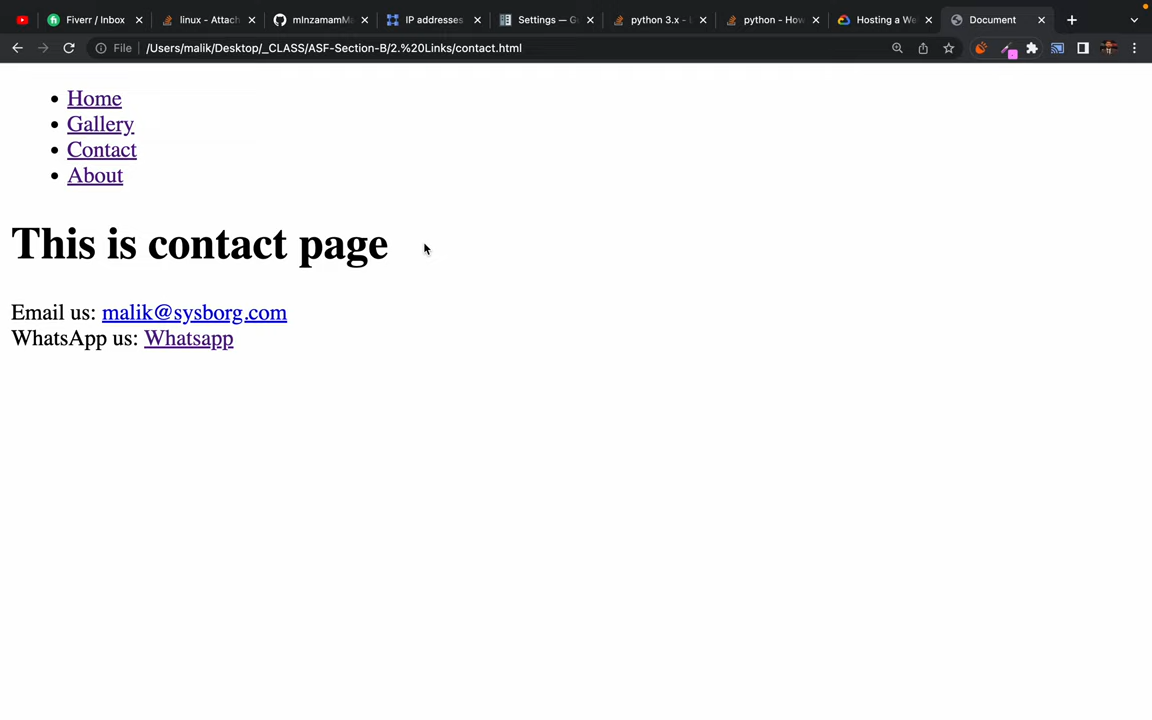 Fiverr / Inbox
linux - Attach
mInzamamMa
IP addresses
Settings — G
python 3.x - 
python - How
Hosting a We
Document
File
/Users/malik/Desktop/_CLASS/ASF-Section-B/2.%20Links/contact.html
Home
Gallery
Contact
About
This is contact page
Email us: malik@sysborg.com
WhatsApp us: Whatsapp